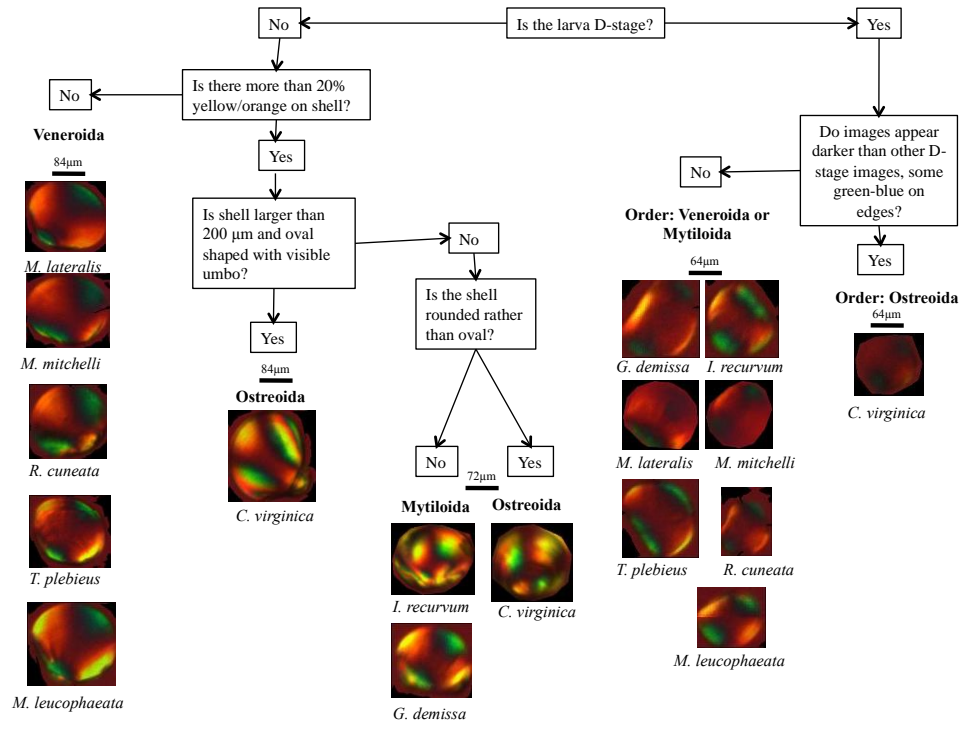 Is the larva D-stage?
No
Yes
Is there more than 20%
yellow/orange on shell?
No
Veneroida
84μm
M. lateralis
M. mitchelli
R. cuneata
T. plebieus
M. leucophaeata
Yes
Is shell larger than
200 μm and oval
shaped with visible
umbo?
Yes
84μm
Ostreoida
C. virginica
No
Is the shell
rounded rather
than oval?
No
Yes
72μm
Mytiloida
Ostreoida
I. recurvum
C. virginica
G. demissa
Do images appear
darker than other D-
stage images, some
green-blue on
edges?
No
Order: Veneroida or
Mytiloida
64μm
G. demissa
I. recurvum
M. lateralis
M. mitchelli
T. plebieus
R. cuneata
M. leucophaeata
Yes
Order: Ostreoida
64μm
C. virginica